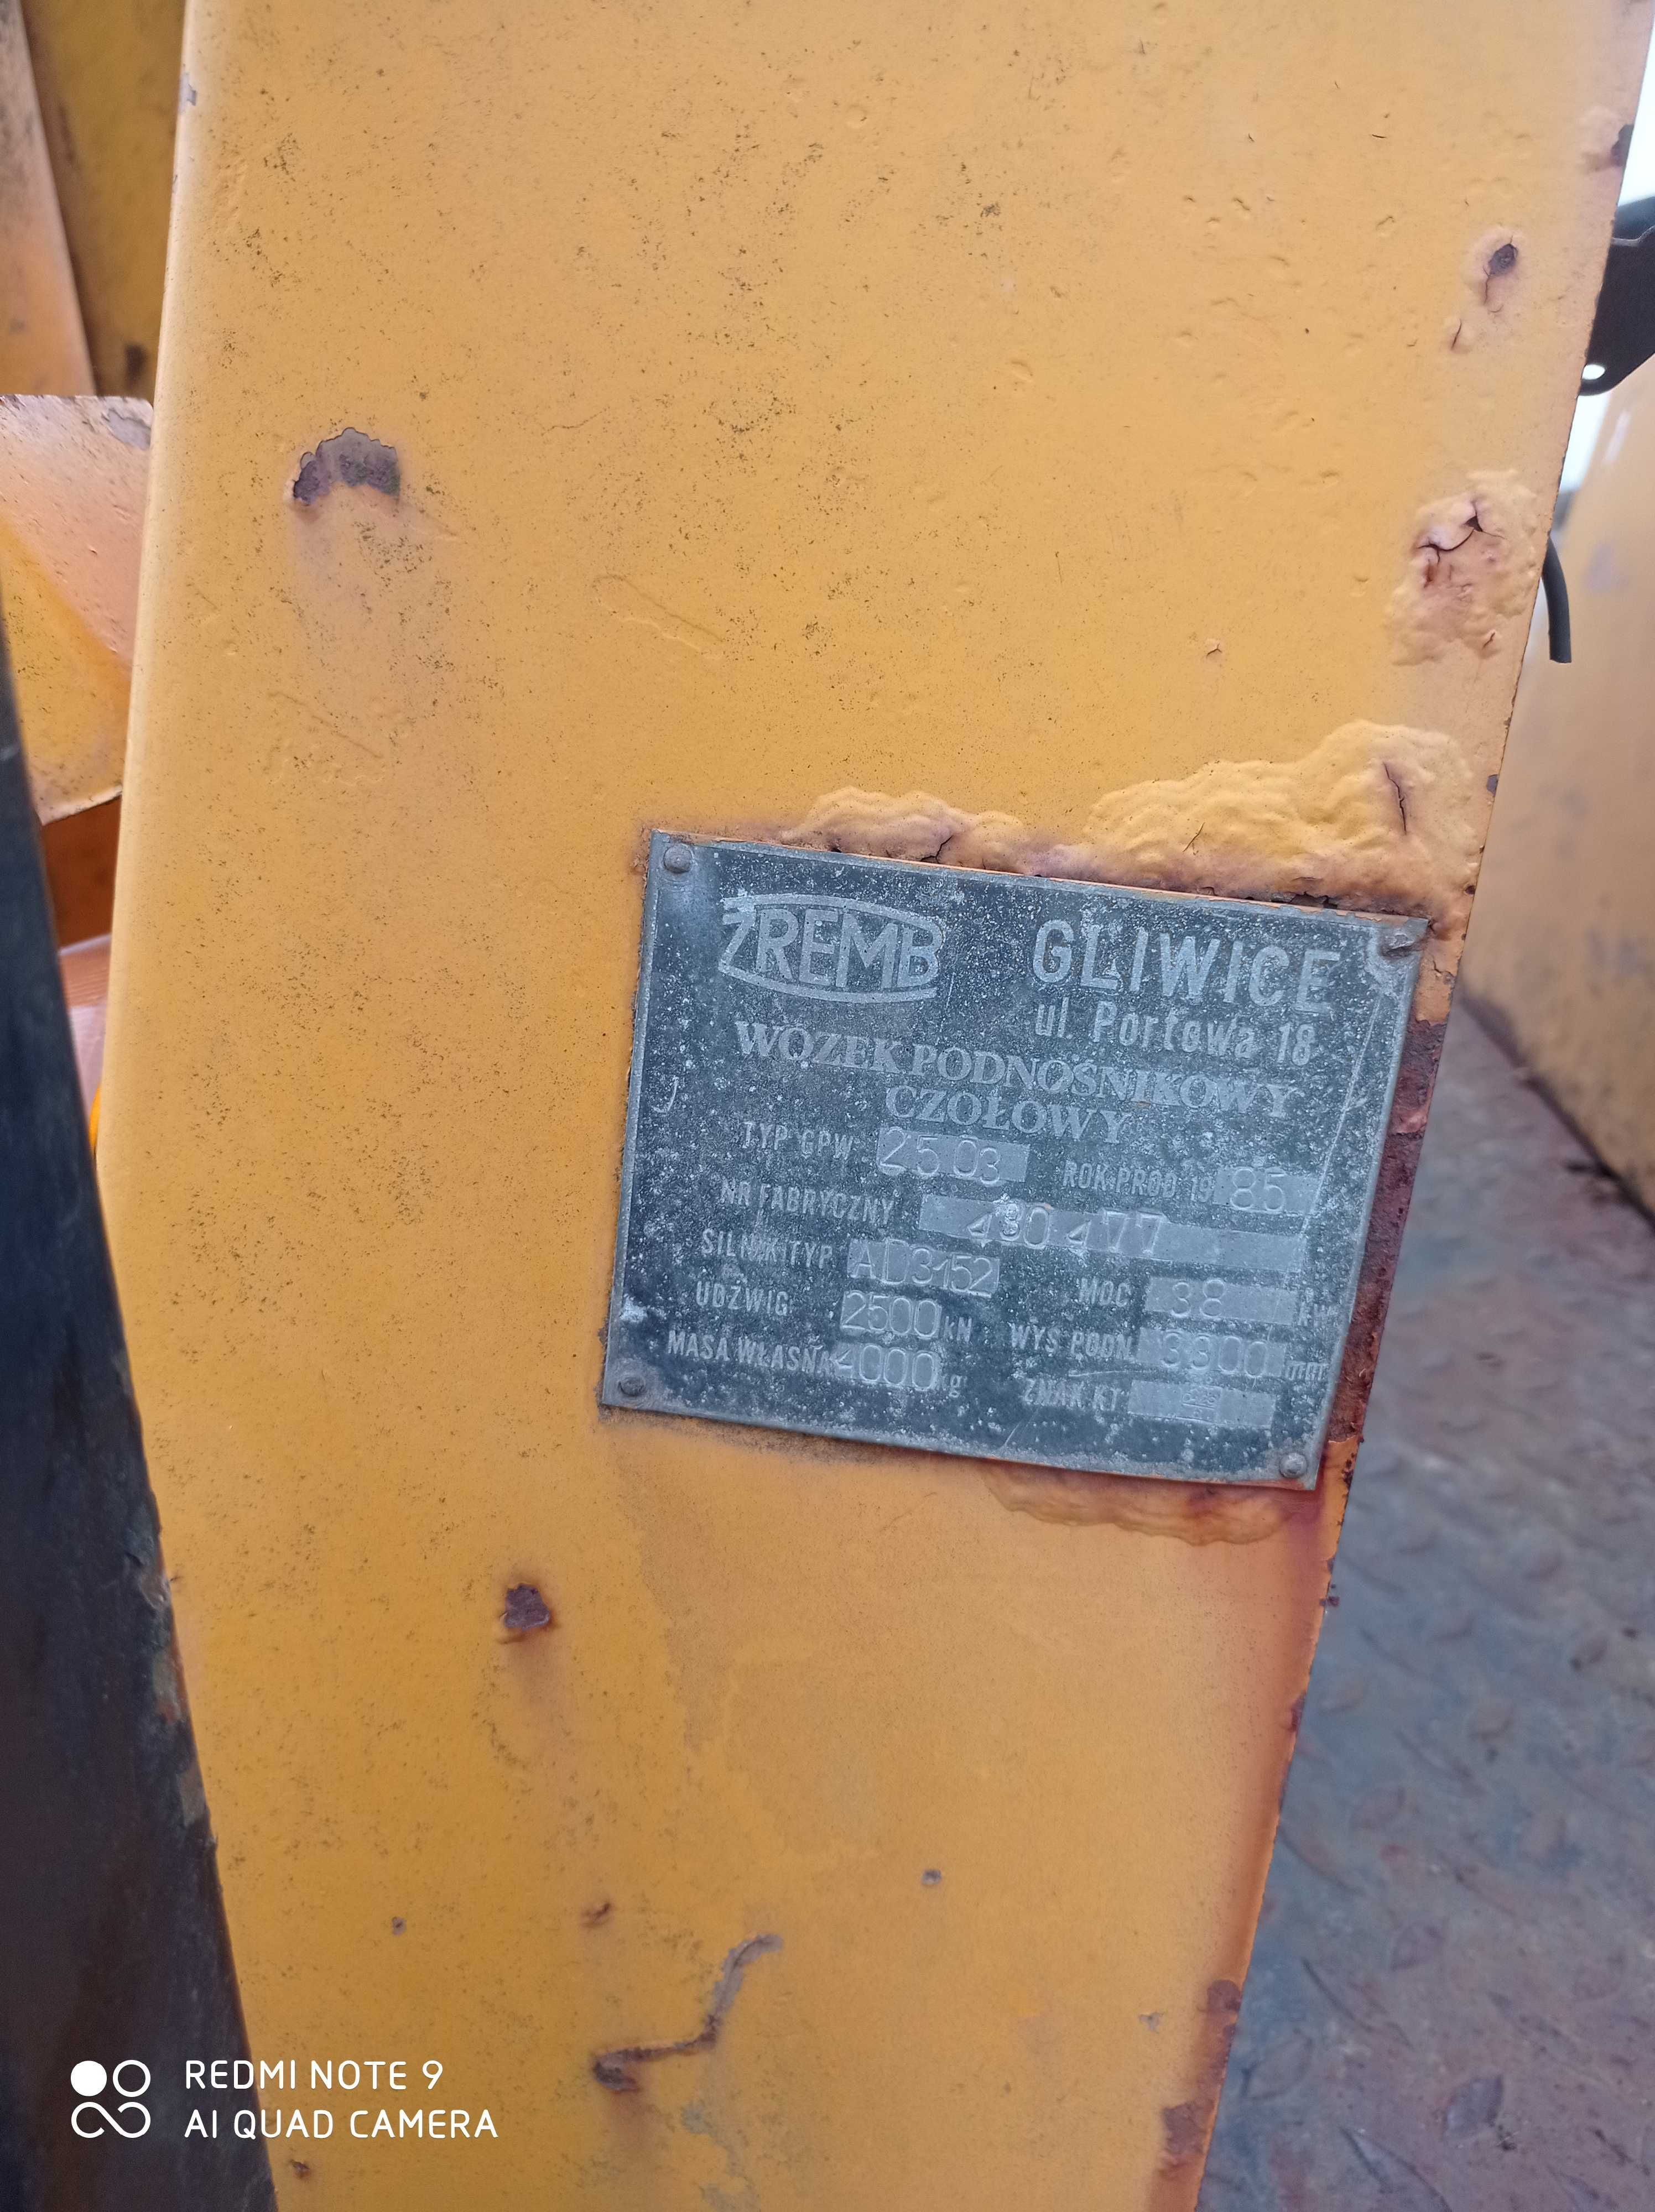 ZREMB GLIWICE
ul. Portowa 18
WÓZEK PODNOŚNIKOWY
CZOŁOWY
TYP GPW 2503 ROK PROD 1985
NR FABRYCZNY 430477
SILNIK TYP AD3152 MOC 38 kW
UDŹWIG 2500 kN WYS PODN. 3300 mm
MASA WŁASNA 4000 kg ZNAK KT
REDMI NOTE 9
AI QUAD CAMERA